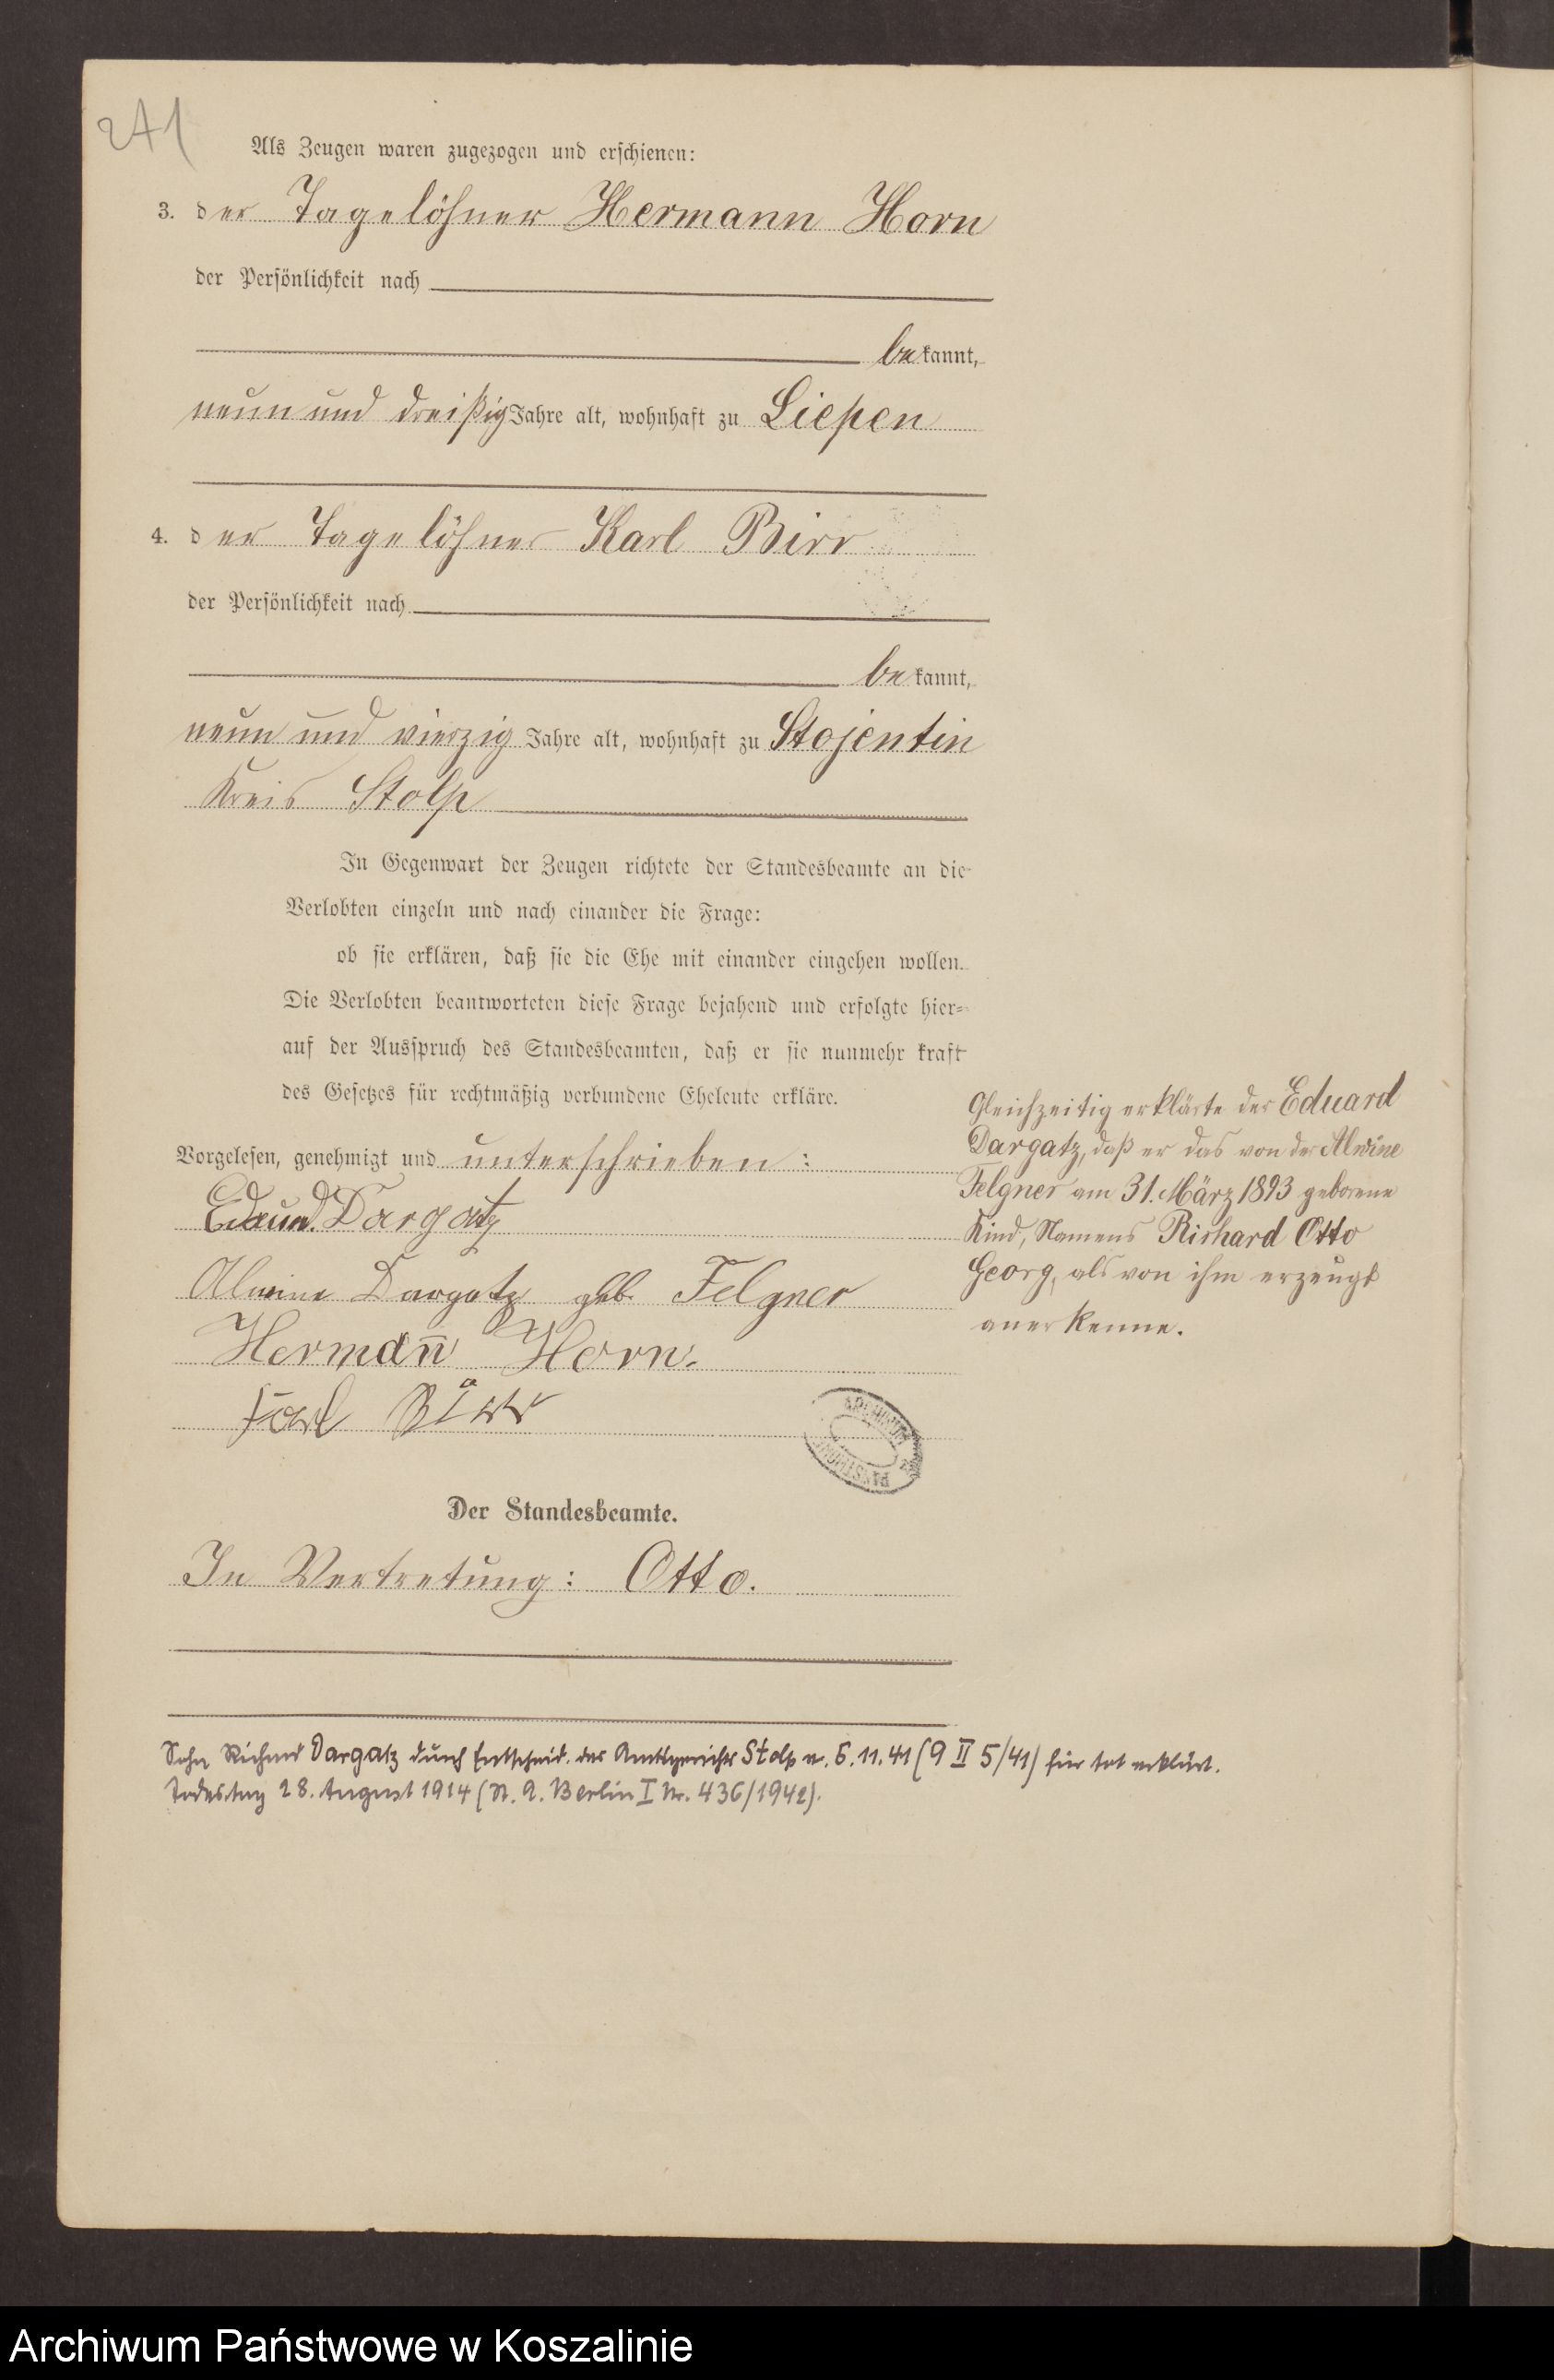 241
Als Zeugen waren zugezogen und erschienen:
3. der Tagelöhner Hermann Horn
der Persönlichkeit nach
bekannt,
neun und dreißig Jahre alt, wohnhaft zu Liepen
4. der Tagelöhner Karl Birr
der Persönlichkeit nach
bekannt,
neun und vierzig Jahre alt, wohnhaft zu Stojentin
Kreis Stolp
In Gegenwart der Zeugen richtete der Standesbeamte an die
Verlobten einzeln und nach einander die Frage:
ob sie erklären, daß sie die Ehe mit einander eingehen wollen.
Die Verlobten beantworteten diese Frage bejahend und erfolgte hier=
auf der Ausspruch des Standesbeamten, daß er sie nunmehr kraft
des Gesetzes für rechtmäßig verbundene Eheleute erkläre.
Vorgelesen, genehmigt und unterschrieben:
Dargatz
Alwine Dargatz geb. Felgner
Hermann̅ Horn.
Karl Birr
Gleichzeitig erklärte der Eduard
Dargatz, daß er das von der Alwine
Felgner am 31. März 1893 geborene
Kind, Namens Rishard Otto
Georg, als von ihm erzeugt
anerkenne.
ARCHIWUM
Der Standesbeamte.
In Vertretung: Otto.
Sohn Richard Dargatz durch Entscheid. des Amtsgerichts Stolp v. 6.11.41 (9 II 5/41) für tot erklärt.
Todestag 28. August 1914 (St. A. Berlin I Nr. 436/1942).
Archiwum Państwowe w Koszalinie